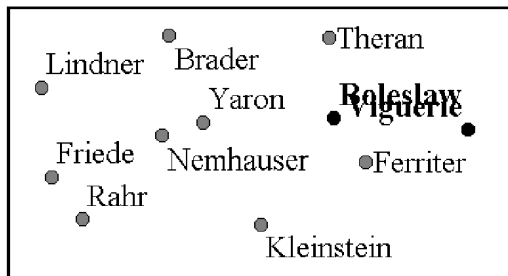 Theran
Brader
Lindner
Boleslaw
Viguerie
Yaron
Friede
Nemhauser
Ferriter
Rahr
Kleinstein